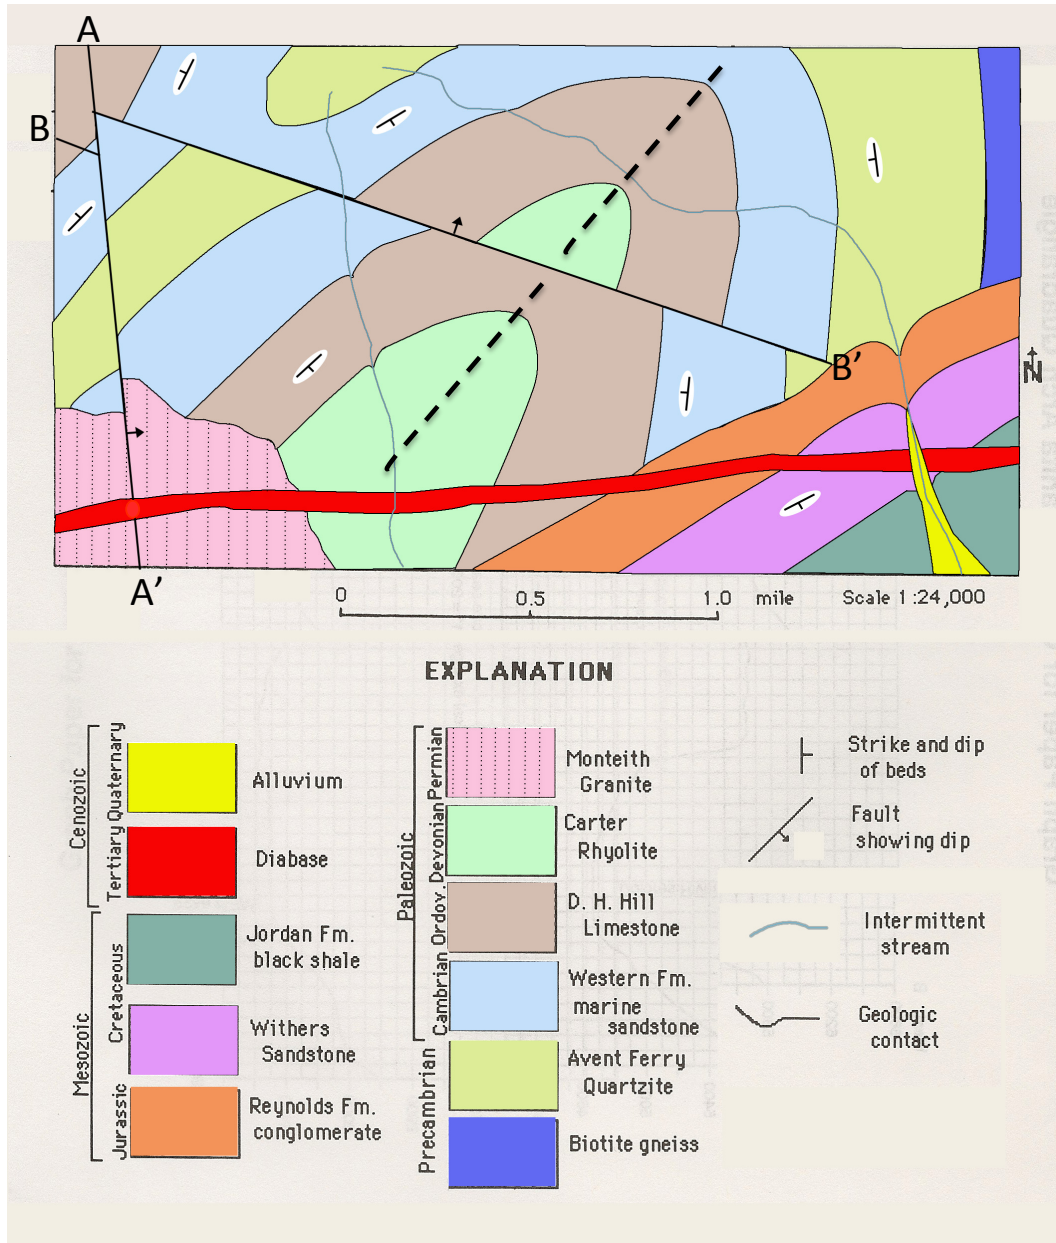 A
B
B’
N
A’
0 0.5 1.0 mile Scale 1:24,000
EXPLANATION
Cenozoic
Quaternary
Alluvium
Tertiary
Diabase
Mesozoic
Cretaceous
Jordan Fm.
black shale
Withers
Sandstone
Jurassic
Reynolds Fm.
conglomerate
Paleozoic
Permian
Monteith
Granite
Devonian
Carter
Rhyolite
Ordov.
D. H. Hill
Limestone
Cambrian
Western Fm.
marine
sandstone
Precambrian
Avent Ferry
Quartzite
Biotite gneiss
Strike and dip
of beds
Fault
showing dip
Intermittent
stream
Geologic
contact